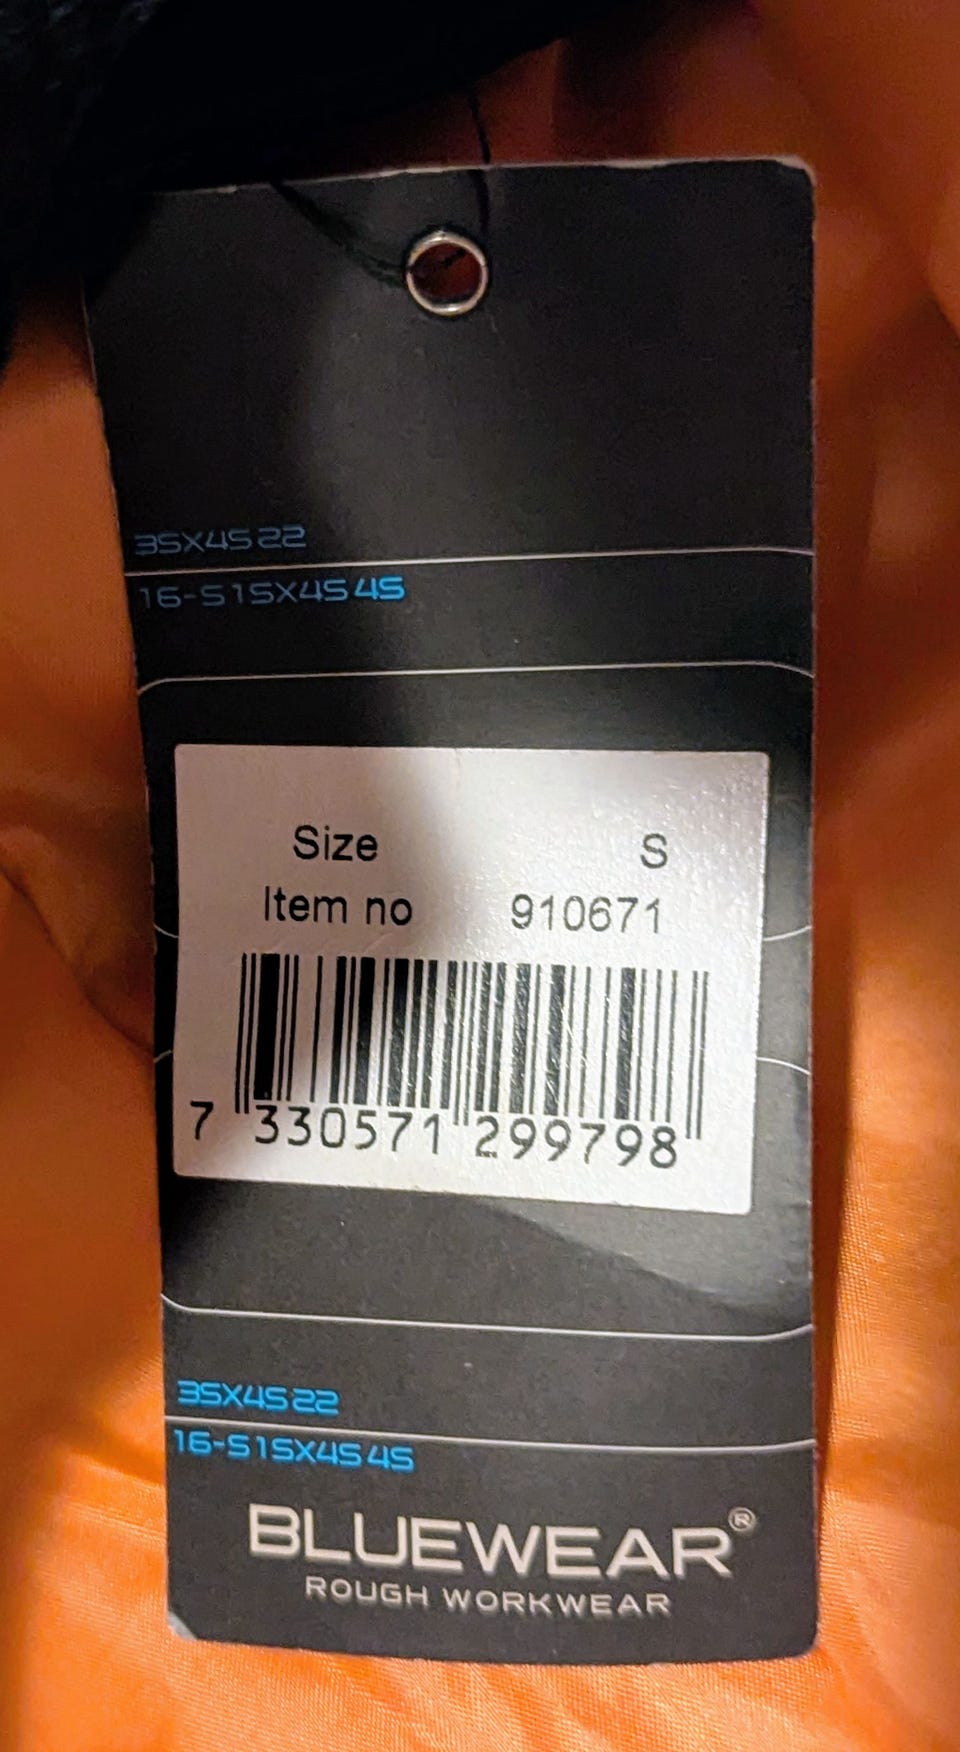 3SX4S 22
16-S1SX4S 4S
Size S
Item no 910671
7 330571 299798
3SX4S 22
16-S1SX4S 4S
BLUEWEAR®
ROUGH WORKWEAR